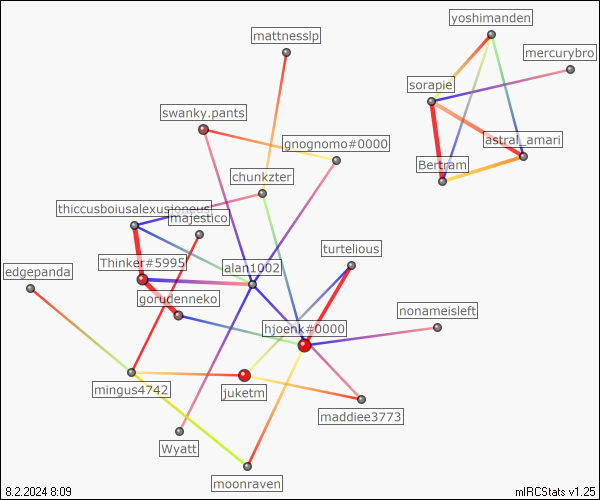 yoshimanden
mattnesslp
mercurybro
sorapie
swanky.pants
gnognomo#0000
astral_amari
Bertram
chunkzter
thiccusboiusalexusioneus
majestico
turtelious
Thinker#5995
alan1002
edgepanda
gorudenneko
nonameisleft
hjoenk#0000
mingus4742
juketm
maddiee3773
Wyatt
moonraven
8.2.2024 8:09
mIRCStats v1.25